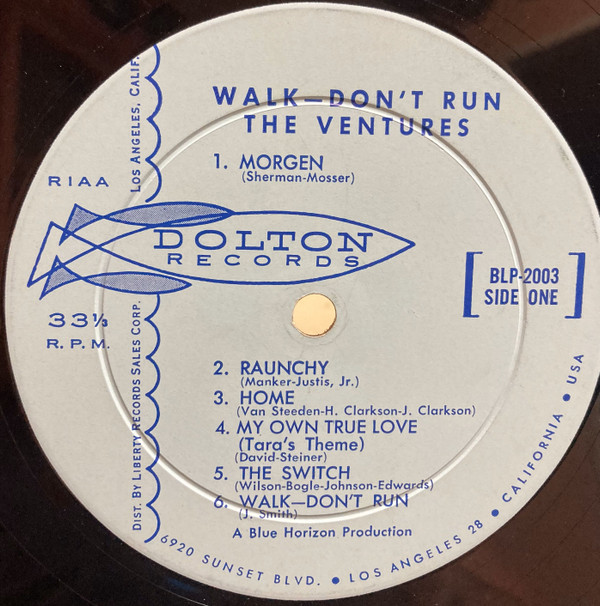 WALK—DON'T RUN
THE VENTURES
1. MORGEN
(Sherman-Mosser)
RIAA
DOLTON
RECORDS
33⅓
R.P.M.
[BLP-2003
SIDE ONE]
2. RAUNCHY
(Manker-Justis, Jr.)
3. HOME
(Van Steeden-H. Clarkson-J. Clarkson)
4. MY OWN TRUE LOVE
(Tara's Theme)
(David-Steiner)
5. THE SWITCH
(Wilson-Bogle-Johnson-Edwards)
6. WALK—DON'T RUN
(J. Smith)
A Blue Horizon Production
DIST. BY LIBERTY RECORDS SALES CORP.
LOS ANGELES, CALIF.
6920 SUNSET BLVD. • LOS ANGELES 28 • CALIFORNIA • USA